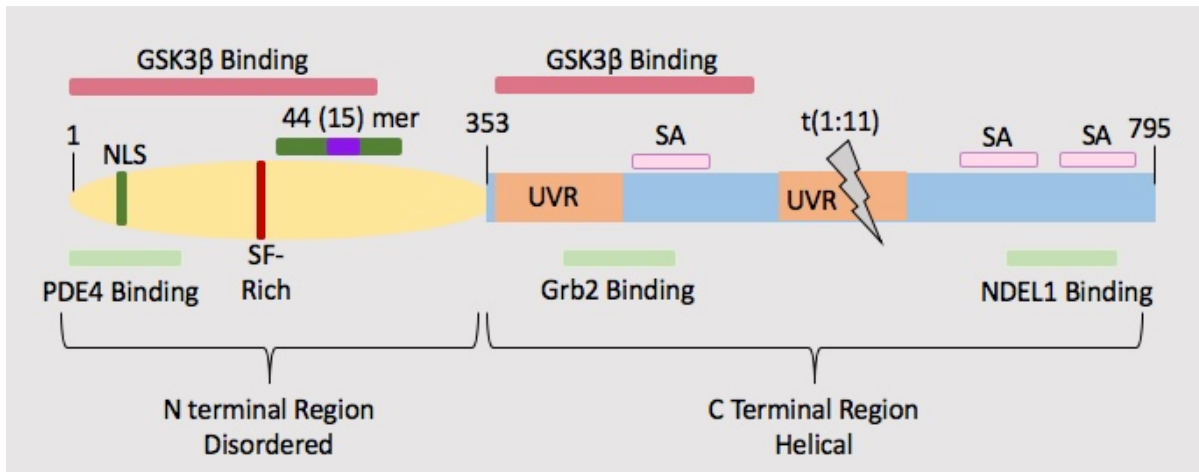 GSK3β Binding
GSK3β Binding
44 (15) mer
353
t(1:11)
1
NLS
SA
SA
SA
795
UVR
UVR
SF-
Rich
PDE4 Binding
Grb2 Binding
NDEL1 Binding
N terminal Region
Disordered
C Terminal Region
Helical